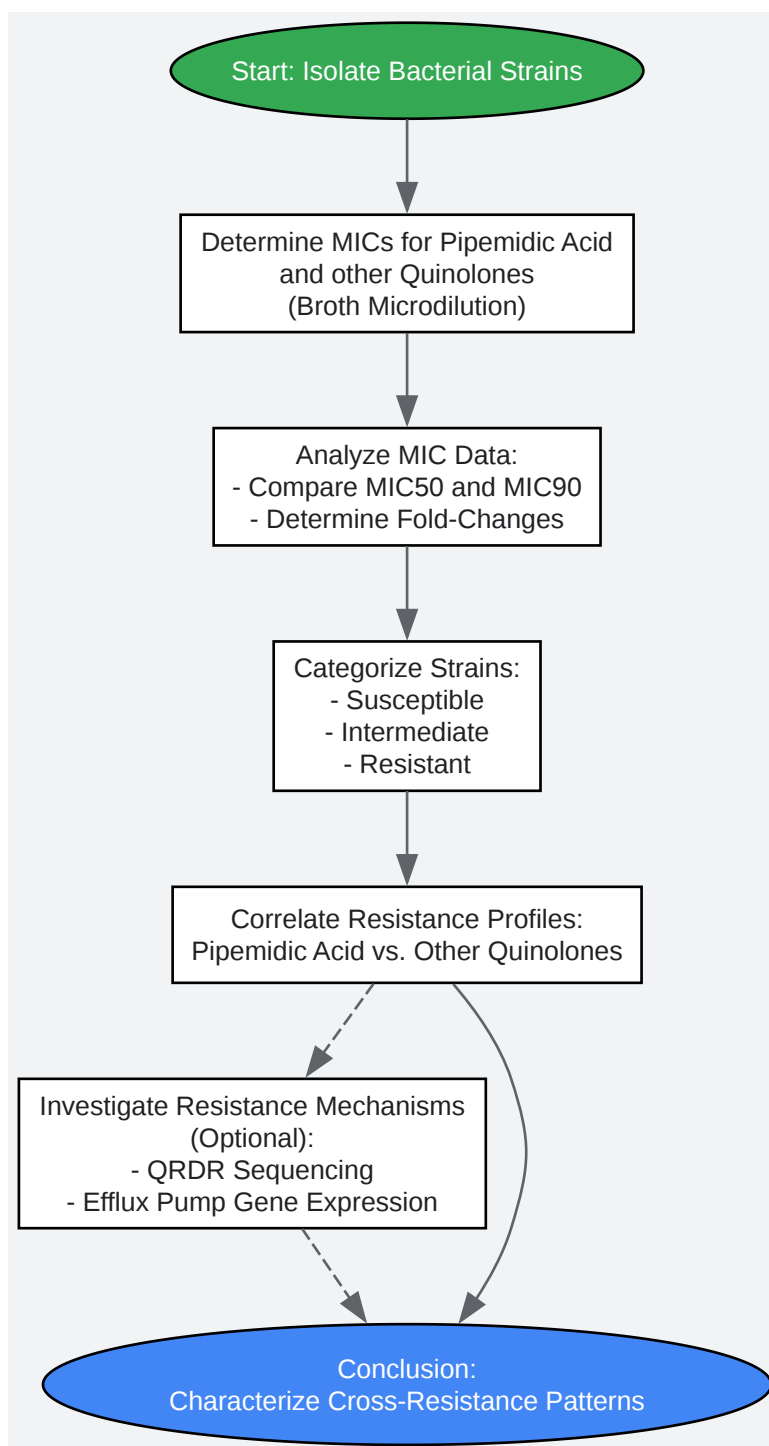 Start: Isolate Bacterial Strains
Determine MICs for Pipemidic Acid
and other Quinolones
(Broth Microdilution)
Analyze MIC Data:
- Compare MIC50 and MIC90
- Determine Fold-Changes
Categorize Strains:
- Susceptible
- Intermediate
- Resistant
Correlate Resistance Profiles:
Pipemidic Acid vs. Other Quinolones
Investigate Resistance Mechanisms
(Optional):
- QRDR Sequencing
- Efflux Pump Gene Expression
Conclusion:
Characterize Cross-Resistance Patterns